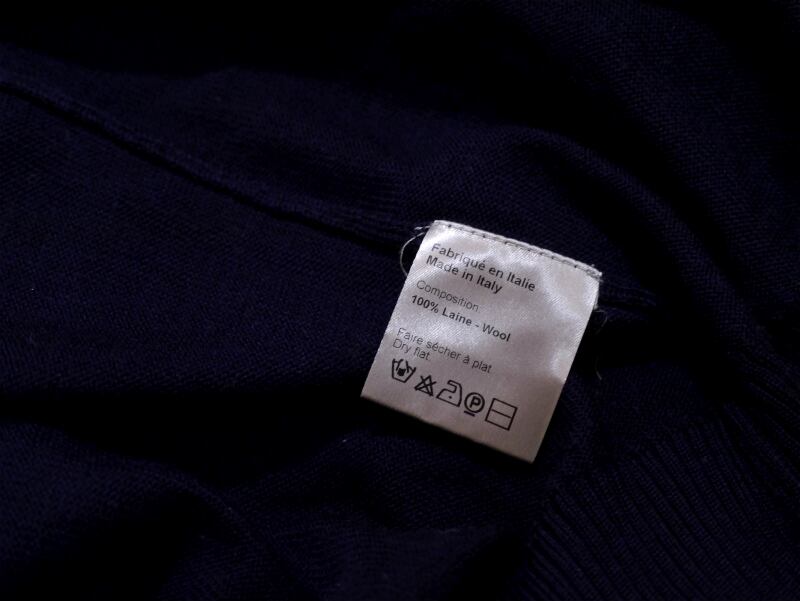 Fabriqué en Italie
Made in Italy
Composition
100% Laine - Wool
Faire sécher à plat
Dry flat.
P